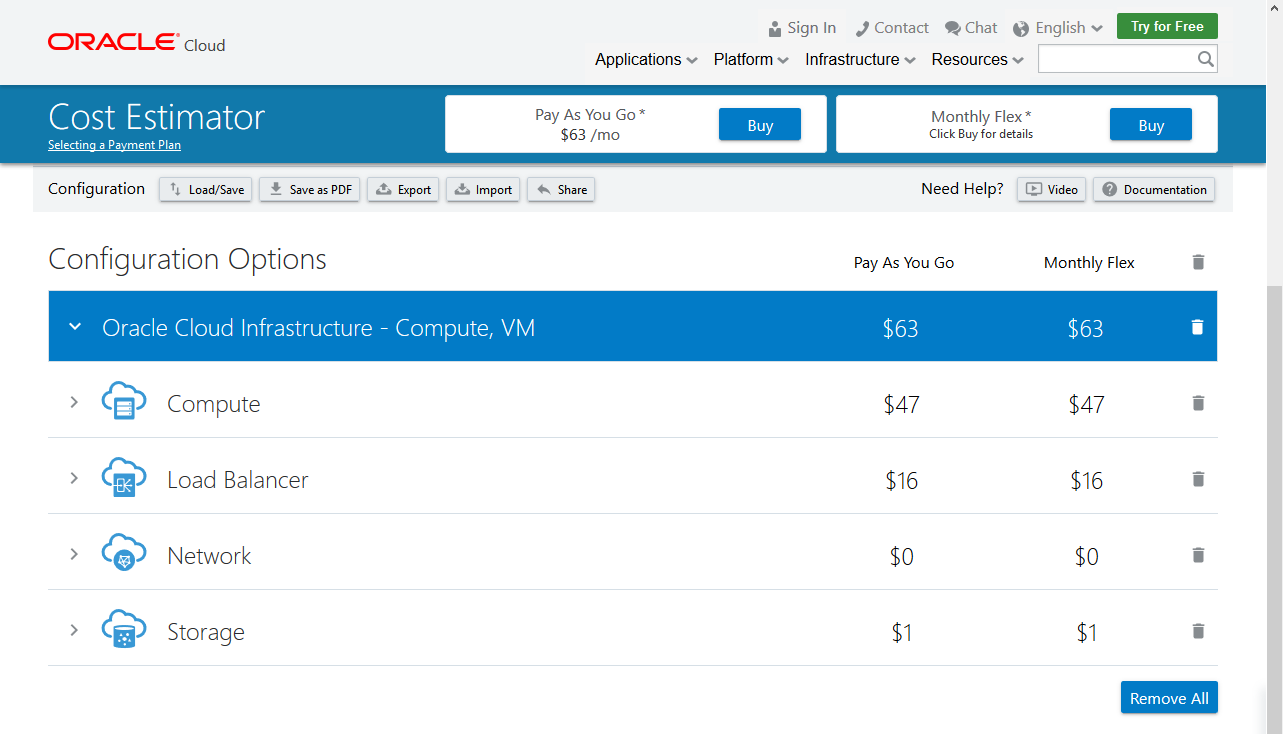 Sign In Contact Chat English Try for Free
ORACLE® Cloud
Applications Platform Infrastructure Resources
Cost Estimator
Selecting a Payment Plan
Pay As You Go *
$63 /mo
Buy
Monthly Flex *
Click Buy for details
Buy
Configuration Load/Save Save as PDF Export Import Share Need Help? Video Documentation
Configuration Options Pay As You Go Monthly Flex
Oracle Cloud Infrastructure - Compute, VM $63 $63
Compute $47 $47
Load Balancer $16 $16
Network $0 $0
Storage $1 $1
Remove All